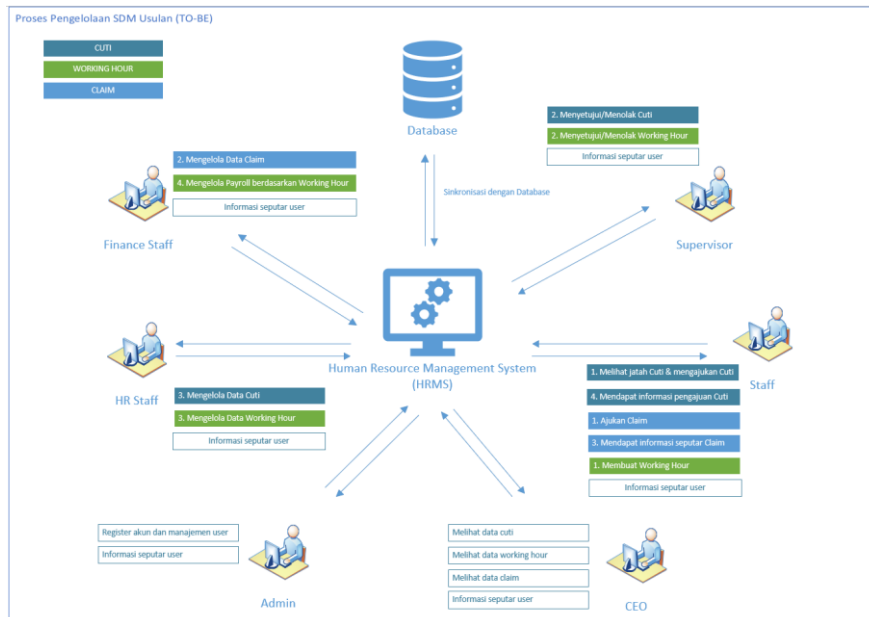 Proses Pengelolaan SDM Usulan (TO-BE)
CUTI
WORKING HOUR
CLAIM
Database
Sinkronisasi dengan Database
2. Mengelola Data Claim
4. Mengelola Payroll berdasarkan Working Hour
Informasi seputar user
Finance Staff
2. Menyetujui/Menolak Cuti
2. Menyetujui/Menolak Working Hour
Informasi seputar user
Supervisor
Human Resource Management System
(HRMS)
HR Staff
3. Mengelola Data Cuti
3. Mengelola Data Working Hour
Informasi seputar user
Staff
1. Melihat jatah Cuti & mengajukan Cuti
4. Mendapat informasi pengajuan Cuti
1. Ajukan Claim
3. Mendapat informasi seputar Claim
1. Membuat Working Hour
Informasi seputar user
Register akun dan manajemen user
Informasi seputar user
Admin
Melihat data cuti
Melihat data working hour
Melihat data claim
Informasi seputar user
CEO